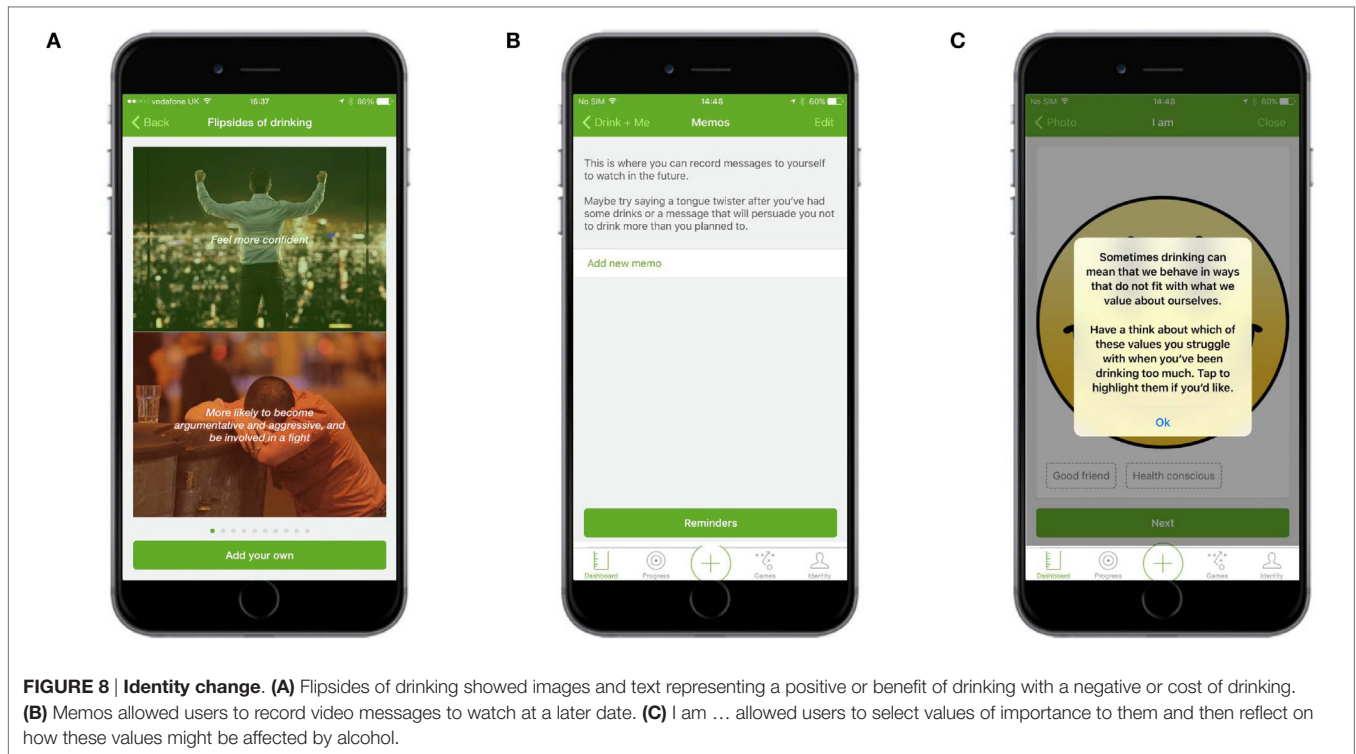 A
B
C
vodafone UK
16:37
86%
Back
Flipsides of drinking
Feel more confident
More likely to become
argumentative and aggressive, and
be involved in a fight
Add your own
No SIM
14:48
60%
Drink + Me
Memos
Edit
This is where you can record messages to yourself
to watch in the future.
Maybe try saying a tongue twister after you've had
some drinks or a message that will persuade you not
to drink more than you planned to.
Add new memo
Reminders
Dashboard
Progress
Games
Identity
No SIM
14:48
60%
Photo
I am
Close
Sometimes drinking can
mean that we behave in ways
that do not fit with what we
value about ourselves.
Have a think about which of
these values you struggle
with when you've been
drinking too much. Tap to
highlight them if you'd like.
Ok
Good friend
Health conscious
Next
Dashboard
Progress
Games
Identity
FIGURE 8 | Identity change. (A) Flipsides of drinking showed images and text representing a positive or benefit of drinking with a negative or cost of drinking.
(B) Memos allowed users to record video messages to watch at a later date. (C) I am … allowed users to select values of importance to them and then reflect on
how these values might be affected by alcohol.